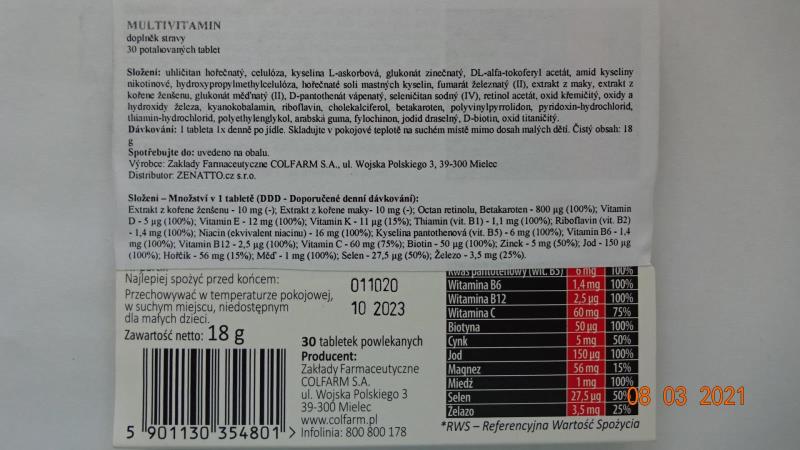 MULTIVITAMIN
doplněk stravy
30 potahovaných tablet
Složení: uhličitan hořečnatý, celulóza, kyselina L-askorbová, glukonát zinečnatý, DL-alfa-tokoferyl acetát, amid kyseliny
nikotinové, hydroxypropylmethylcelulóza, hořečnaté soli mastných kyselin, fumarát železnatý (II), extrakt z maky, extrakt z
kořene ženšenu, glukonát měďnatý (II), D-pantothenát vápenatý, seleničitan sodný (IV), retinol acetát, oxid křemičitý, oxidy a
hydroxidy železa, kyanokobalamin, riboflavin, cholekalciferol, betakaroten, polyvinylpyrrolidon, pyridoxin-hydrochlorid,
thiamin-hydrochlorid, polyethylenglykol, arabská guma, fylochinon, jodid draselný, D-biotin, oxid titaničitý.
Dávkování: 1 tableta 1x denně po jídle. Skladujte v pokojové teplotě na suchém místě mimo dosah malých dětí. Čistý obsah: 18
g
Spotřebujte do: uvedeno na obalu.
Výrobce: Zaklady Farmaceutyczne COLFARM S.A., ul. Wojska Polskiego 3, 39-300 Mielec
Distributor: ZENATTO.cz s.r.o.
Složení – Množství v 1 tabletě (DDD - Doporučené denní dávkování):
Extrakt z kořene ženšenu - 10 mg (-); Extrakt z kořene maky- 10 mg (-); Octan retinolu, Betakaroten - 800 µg (100%); Vitamin
D - 5 µg (100%); Vitamin E - 12 mg (100%); Vitamin K - 11 µg (15%); Thiamin (vit. B1) - 1,1 mg (100%); Riboflavin (vit. B2)
- 1,4 mg (100%); Niacin (ekvivalent niacinu) - 16 mg (100%); Kyselina pantothenová (vit. B5) - 6 mg (100%); Vitamin B6 - 1,4
mg (100%); Vitamin B12 - 2,5 µg (100%); Vitamin C - 60 mg (75%); Biotin - 50 µg (100%); Zinek - 5 mg (50%); Jod - 150 µg
(100%); Hořčík - 56 mg (15%); Měď - 1 mg (100%); Selen - 27,5 µg (50%); Železo - 3,5 mg (25%).
Najlepiej spożyć przed końcem:
Przechowywać w temperaturze pokojowej,
w suchym miejscu, niedostępnym
dla małych dzieci.
Zawartość netto: 18 g
011020
10 2023
30 tabletek powlekanych
Producent:
Zakłady Farmaceutyczne
COLFARM S.A.
ul. Wojska Polskiego 3
39-300 Mielec
www.colfarm.pl
Infolinia: 800 800 178
5 901130 354801 >
Kwas pantotenowy (wit. B5) 6 mg 100%
Witamina B6 1,4 mg 100%
Witamina B12 2,5 µg 100%
Witamina C 60 mg 75%
Biotyna 50 µg 100%
Cynk 5 mg 50%
Jod 150 µg 100%
Magnez 56 mg 15%
Miedź 1 mg 100%
Selen 27,5 µg 50%
Żelazo 3,5 mg 25%
*RWS – Referencyjna Wartość Spożycia
08 03 2021